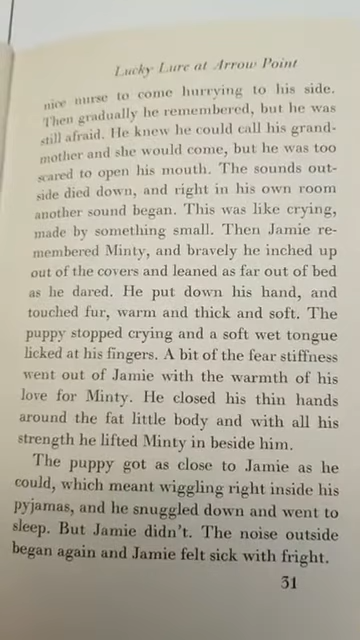 Lucky Lure at Arrow Point
nice nurse to come hurrying to his side.
Then gradually he remembered, but he was
still afraid. He knew he could call his grand-
mother and she would come, but he was too
scared to open his mouth. The sounds out-
side died down, and right in his own room
another sound began. This was like crying,
made by something small. Then Jamie re-
membered Minty, and bravely he inched up
out of the covers and leaned as far out of bed
as he dared. He put down his hand, and
touched fur, warm and thick and soft. The
puppy stopped crying and a soft wet tongue
licked at his fingers. A bit of the fear stiffness
went out of Jamie with the warmth of his
love for Minty. He closed his thin hands
around the fat little body and with all his
strength he lifted Minty in beside him.
The puppy got as close to Jamie as he
could, which meant wiggling right inside his
pyjamas, and he snuggled down and went to
sleep. But Jamie didn't. The noise outside
began again and Jamie felt sick with fright.
31